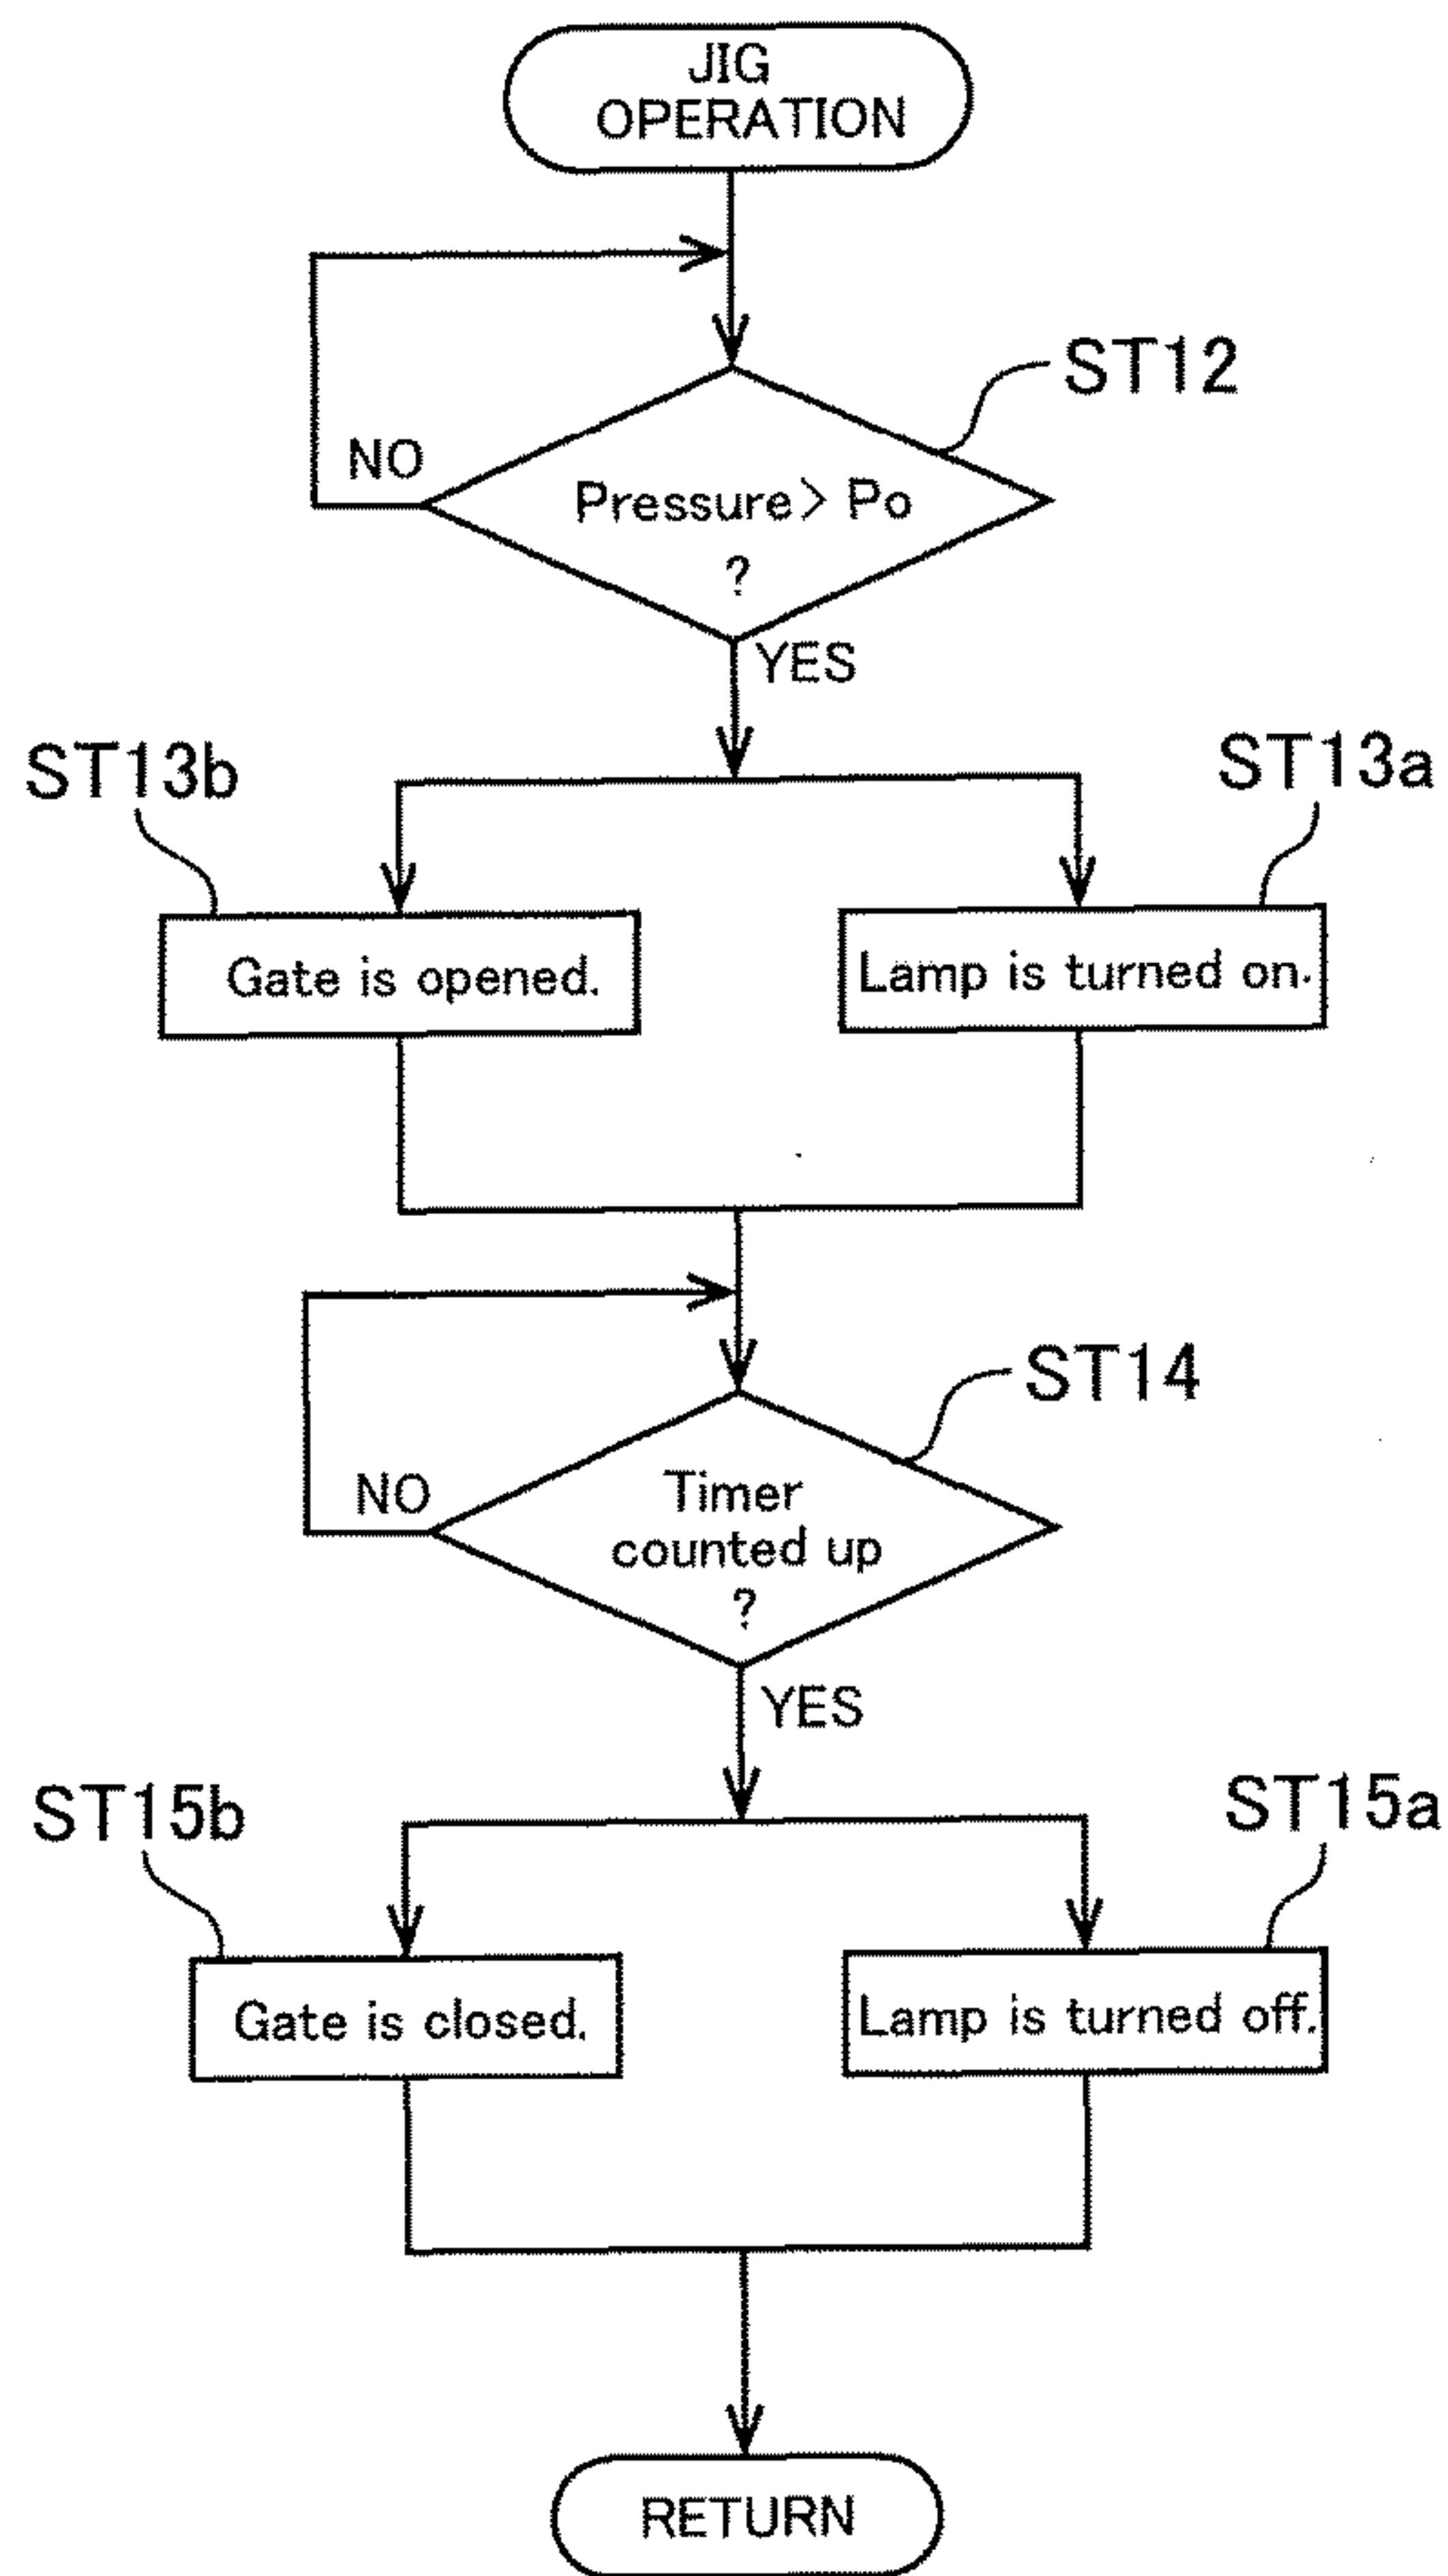 JIG
OPERATION
ST12
NO
Pressure> Po
?
YES
ST13b
ST13a
Gate is opened.
Lamp is turned on.
ST14
NO
Timer
counted up
?
YES
ST15b
ST15a
Gate is closed.
Lamp is turned off.
RETURN